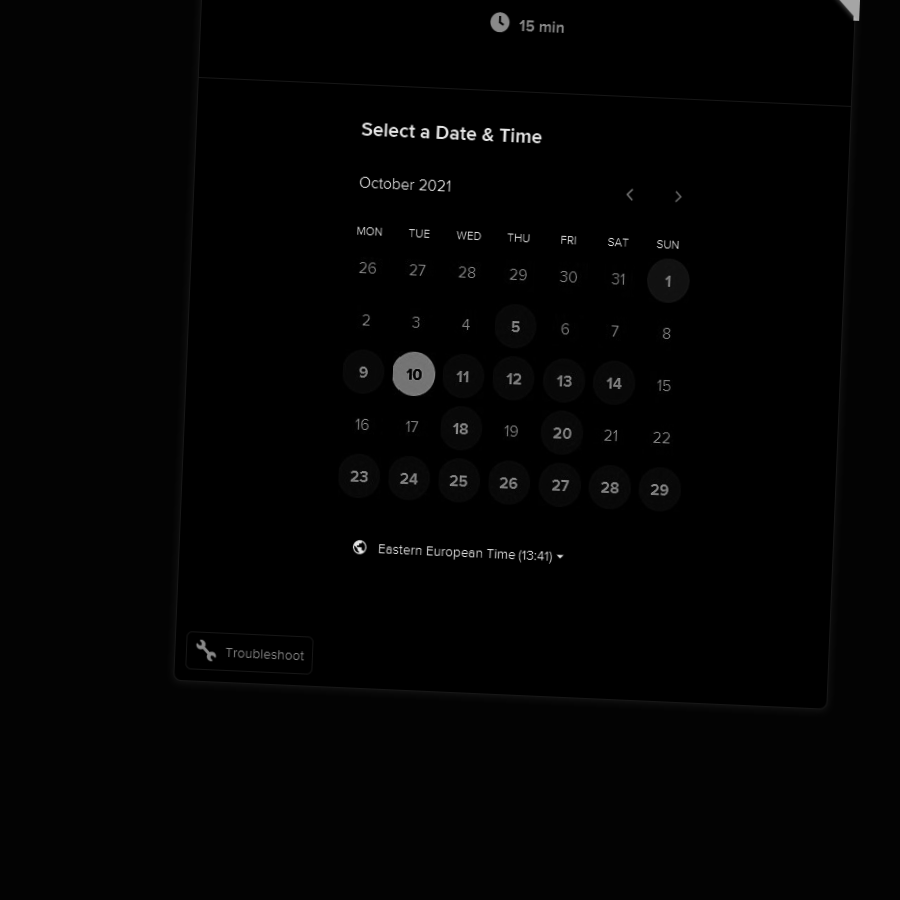 15 min
Select a Date & Time
October 2021
MON TUE WED THU FRI SAT SUN
26 27 28 29 30 31 1
2 3 4 5 6 7 8
9 10 11 12 13 14 15
16 17 18 19 20 21 22
23 24 25 26 27 28 29
Eastern European Time (13:41)
Troubleshoot